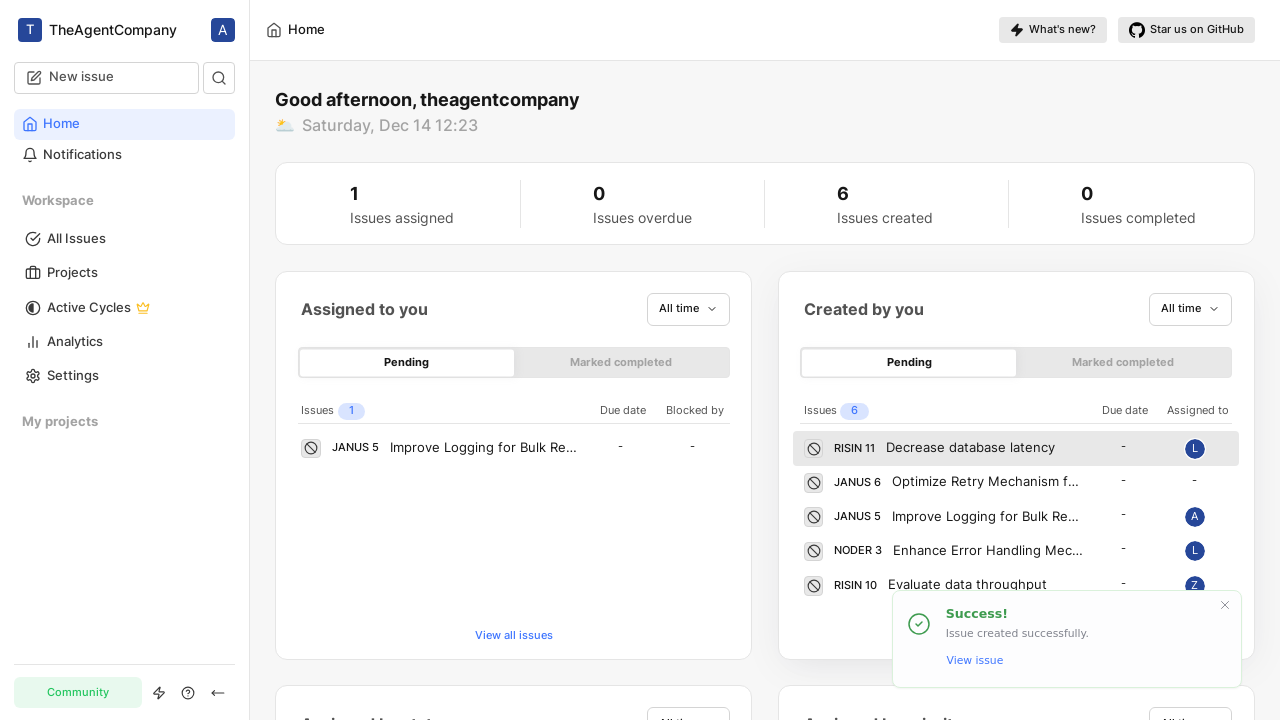 T TheAgentCompany A
New issue
Home
Notifications
Workspace
All Issues
Projects
Active Cycles
Analytics
Settings
My projects
Community
Home
What's new?
Star us on GitHub
Good afternoon, theagentcompany
Saturday, Dec 14 12:23
1
Issues assigned
0
Issues overdue
6
Issues created
0
Issues completed
Assigned to you
All time
Pending
Marked completed
Issues 1 Due date Blocked by
JANUS 5 Improve Logging for Bulk Re... - -
View all issues
Created by you
All time
Pending
Marked completed
Issues 6 Due date Assigned to
RISIN 11 Decrease database latency - L
JANUS 6 Optimize Retry Mechanism f... - -
JANUS 5 Improve Logging for Bulk Re... - A
NODER 3 Enhance Error Handling Mec... - L
RISIN 10 Evaluate data throughput - Z
Success!
Issue created successfully.
View issue